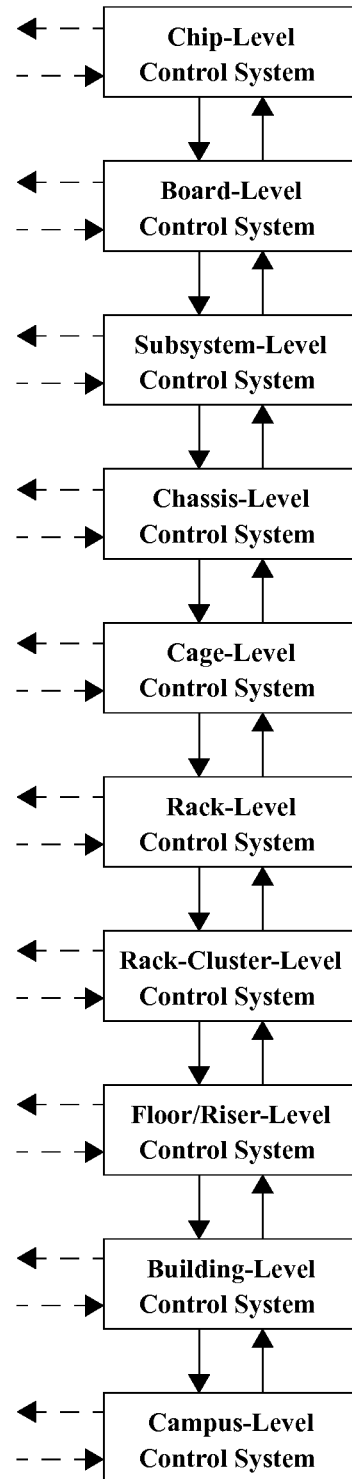 Chip-Level
Control System
Board-Level
Control System
Subsystem-Level
Control System
Chassis-Level
Control System
Cage-Level
Control System
Rack-Level
Control System
Rack-Cluster-Level
Control System
Floor/Riser-Level
Control System
Building-Level
Control System
Campus-Level
Control System